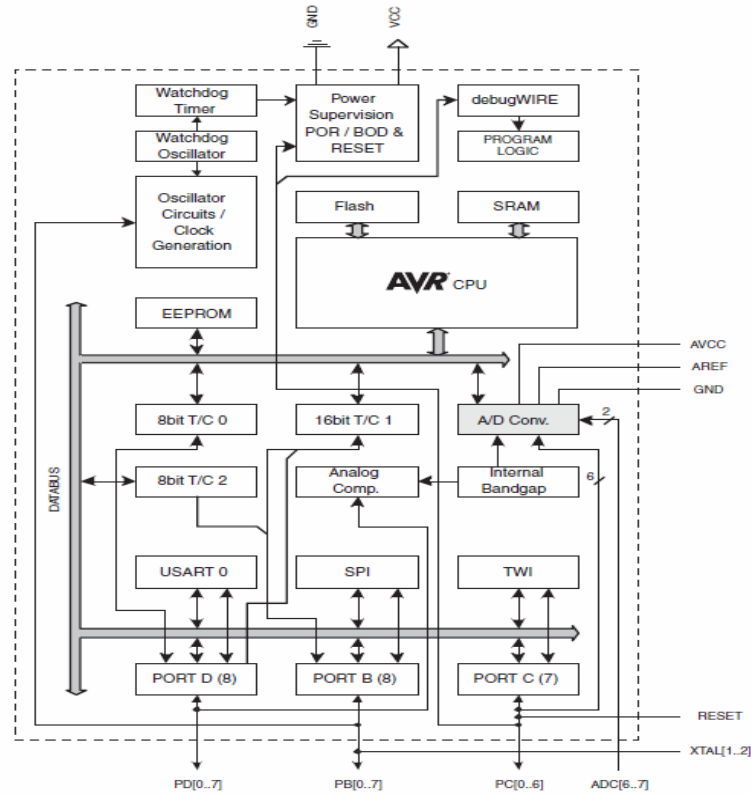 GND
VCC
Watchdog
Timer
Power
Supervision
POR / BOD &
RESET
debugWIRE
Watchdog
Oscillator
PROGRAM
LOGIC
Oscillator
Circuits /
Clock
Generation
Flash
SRAM
AVR CPU
EEPROM
AVCC
AREF
GND
8bit T/C 0
16bit T/C 1
A/D Conv.
2
DATABUS
8bit T/C 2
Analog
Comp.
Internal
Bandgap
6
USART 0
SPI
TWI
PORT D (8)
PORT B (8)
PORT C (7)
RESET
XTAL[1..2]
PD[0..7]
PB[0..7]
PC[0..6]
ADC[6..7]